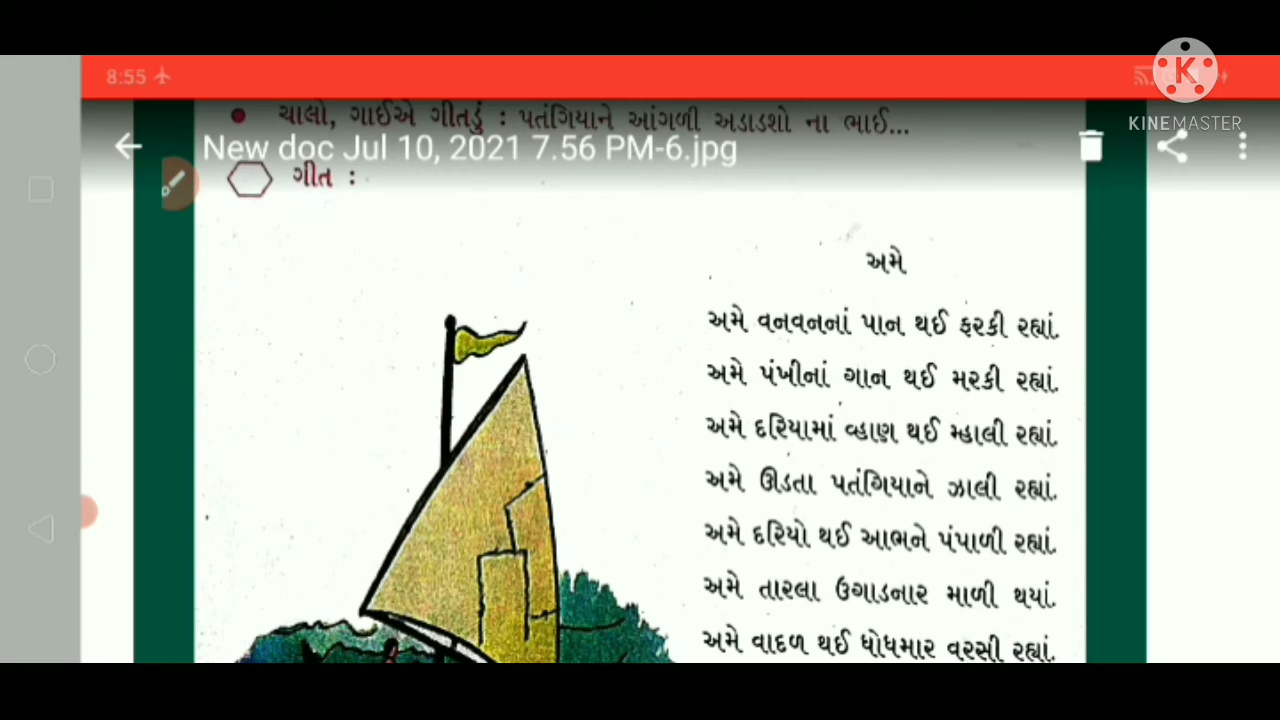 8:55
K
KINEMASTER
ચાલો, ગાઈએ ગીતડું : પતંગિયાને આંગળી અડાડશો ના ભાઈ...
New doc Jul 10, 2021 7.56 PM-6.jpg
ગીત :
અમે
અમે વનવનનાં પાન થઈ ફરકી રહ્યાં.
અમે પંખીનાં ગાન થઈ મરકી રહ્યાં.
અમે દરિયામાં વ્હાણ થઈ મ્હાલી રહ્યાં.
અમે ઊડતા પતંગિયાને ઝાલી રહ્યાં.
અમે દરિયો થઈ આભને પંપાળી રહ્યાં.
અમે તારલા ઉગાડનાર માળી થયાં.
અમે વાદળ થઈ ધોધમાર વરસી રહ્યાં.